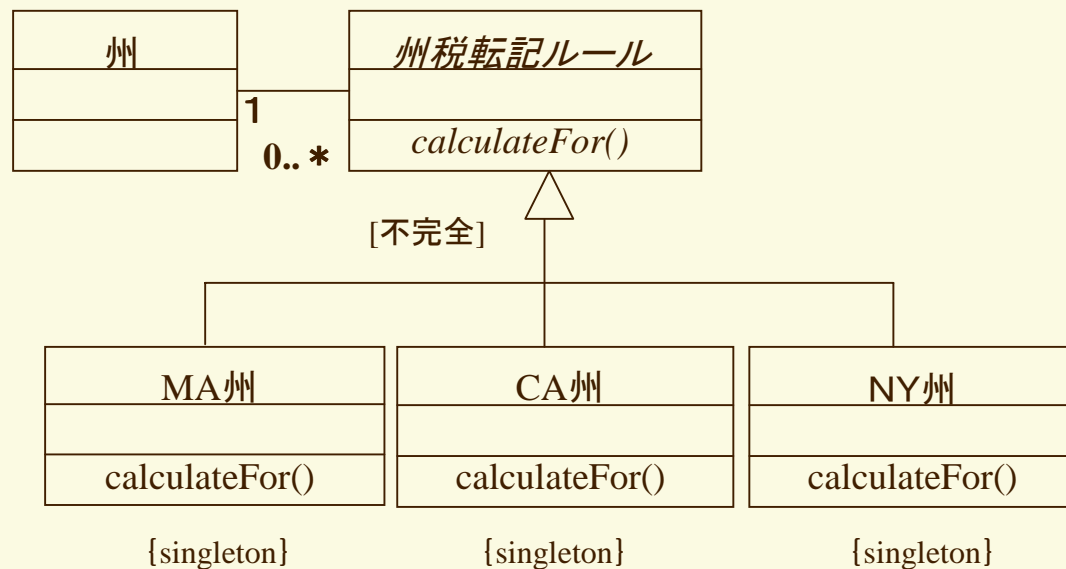 州
州税転記ルール
1
0..*
calculateFor()
[不完全]
MA州
CA州
NY州
calculateFor()
calculateFor()
calculateFor()
{singleton}
{singleton}
{singleton}